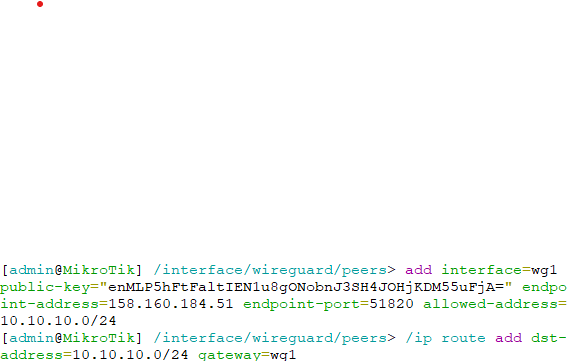 [admin@MikroTik] /interface/wireguard/peers> add interface=wg1
public-key="enMLP5hFtFaltIEN1u8gONobnJ3SH4JOHjKDM55uFjA=" endpo
int-address=158.160.184.51 endpoint-port=51820 allowed-address=
10.10.10.0/24
[admin@MikroTik] /interface/wireguard/peers> /ip route add dst-
address=10.10.10.0/24 gateway=wg1